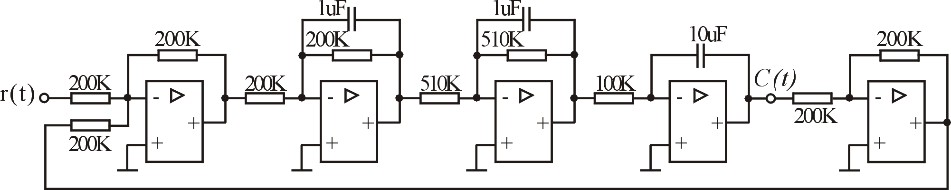 1uF 1uF
200K 200K 510K 10uF 200K
200K 200K 510K 100K C(t)
r(t) - ▷ - ▷ - ▷ - ▷ - ▷
200K + + + + 200K +